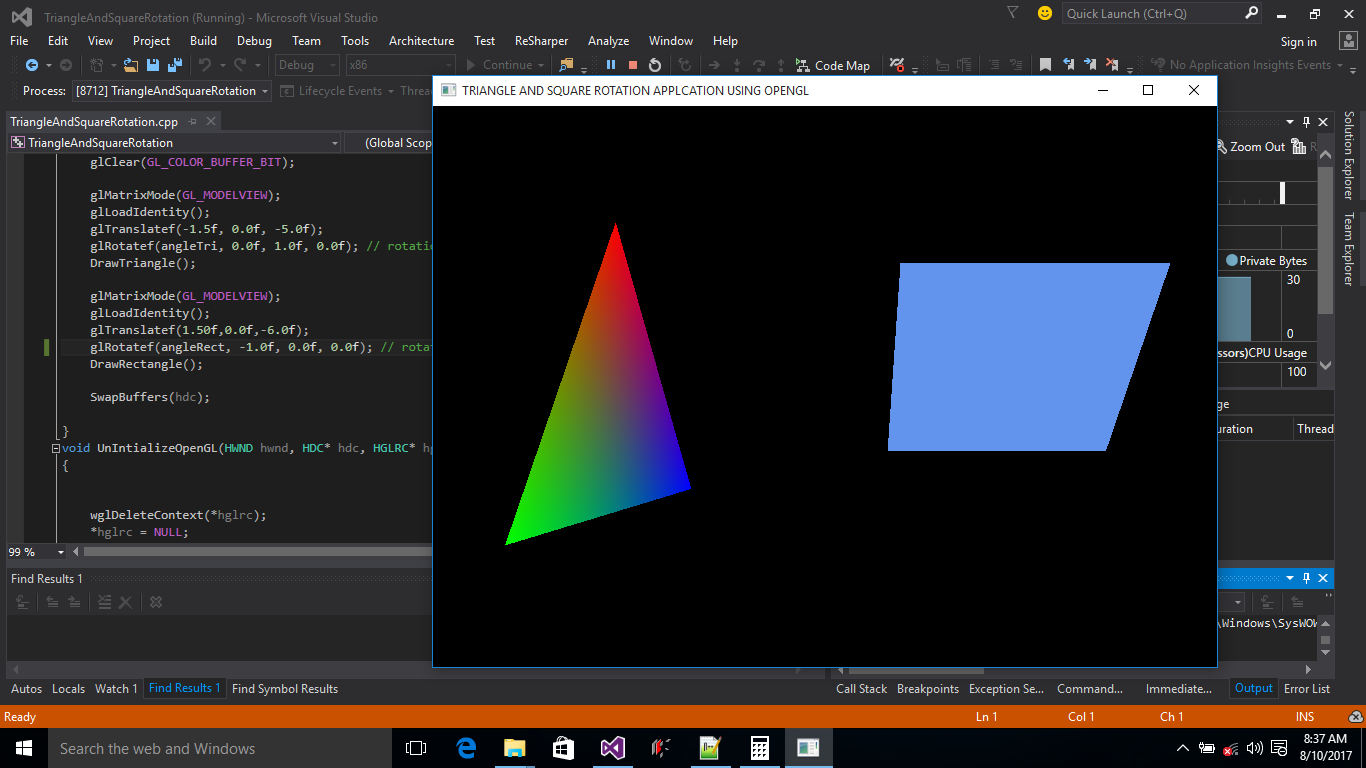 TriangleAndSquareRotation (Running) - Microsoft Visual Studio
Quick Launch (Ctrl+Q)
File Edit View Project Build Debug Team Tools Architecture Test ReSharper Analyze Window Help
Sign in
Debug x86 Continue Code Map No Application Insights Events
Process: [8712] TriangleAndSquareRotation Lifecycle Events
TRIANGLE AND SQUARE ROTATION APPLCATION USING OPENGL
TriangleAndSquareRotation.cpp
TriangleAndSquareRotation (Global Scop
glClear(GL_COLOR_BUFFER_BIT);
glMatrixMode(GL_MODELVIEW);
glLoadIdentity();
glTranslatef(-1.5f, 0.0f, -5.0f);
glRotatef(angleTri, 0.0f, 1.0f, 0.0f); // rotatio
DrawTriangle();
glMatrixMode(GL_MODELVIEW);
glLoadIdentity();
glTranslatef(1.50f,0.0f,-6.0f);
glRotatef(angleRect, -1.0f, 0.0f, 0.0f); // rotat
DrawRectangle();
SwapBuffers(hdc);
}
void UnIntializeOpenGL(HWND hwnd, HDC* hdc, HGLRC* hg
{
wglDeleteContext(*hglrc);
*hglrc = NULL;
99 %
Zoom Out
Private Bytes
30
0
ssors)CPU Usage
100
ge
uration Thread
Solution Explorer
Team Explorer
Find Results 1
\Windows\SysWOW
Autos Locals Watch 1 Find Results 1 Find Symbol Results
Call Stack Breakpoints Exception Se... Command... Immediate... Output Error List
Ready Ln 1 Col 1 Ch 1 INS
Search the web and Windows
8:37 AM
8/10/2017